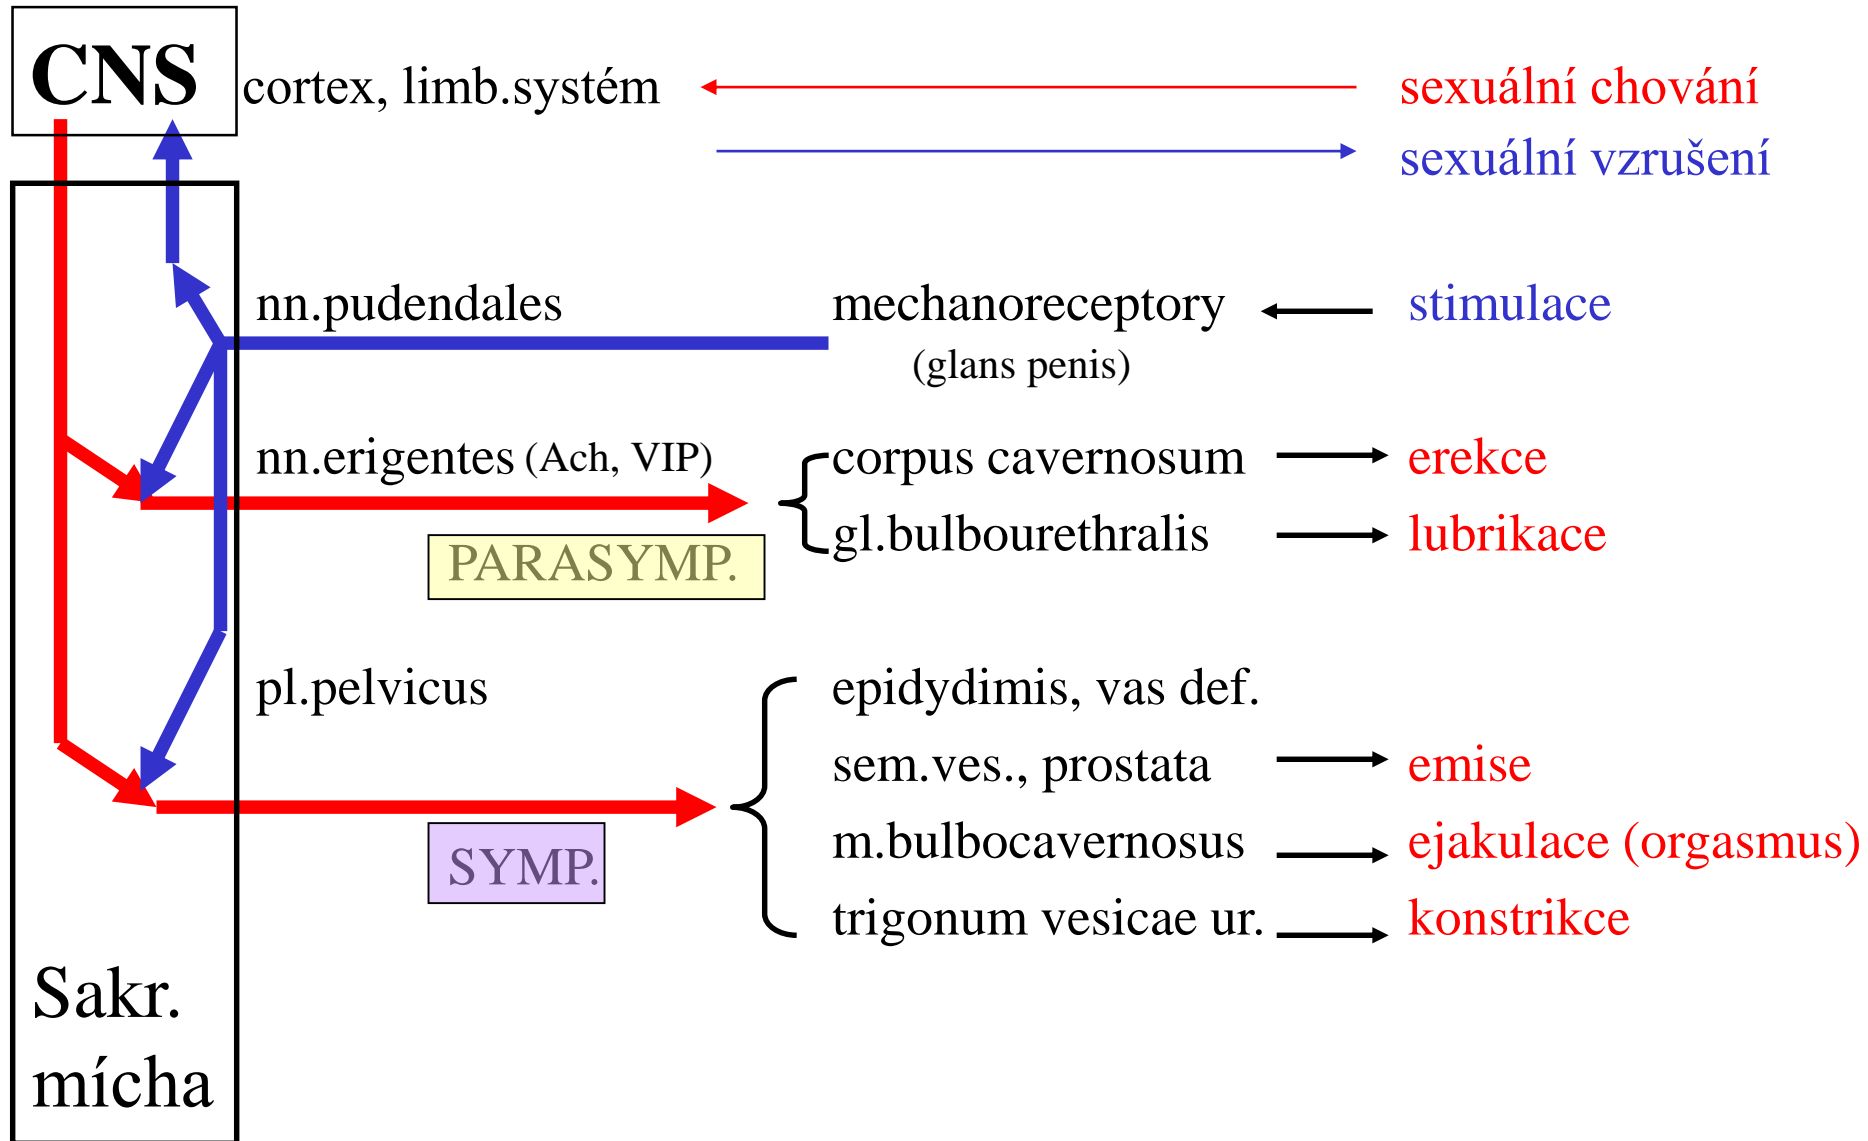 CNS cortex, limb.systém sexuální chování
sexuální vzrušení
nn.pudendales mechanoreceptory stimulace
(glans penis)
nn.erigentes (Ach, VIP) corpus cavernosum erekce
gl.bulbourethralis lubrikace
PARASYMP.
pl.pelvicus epidydimis, vas def.
sem.ves., prostata emise
m.bulbocavernosus ejakulace (orgasmus)
SYMP.
trigonum vesicae ur. konstrikce
Sakr.
mícha